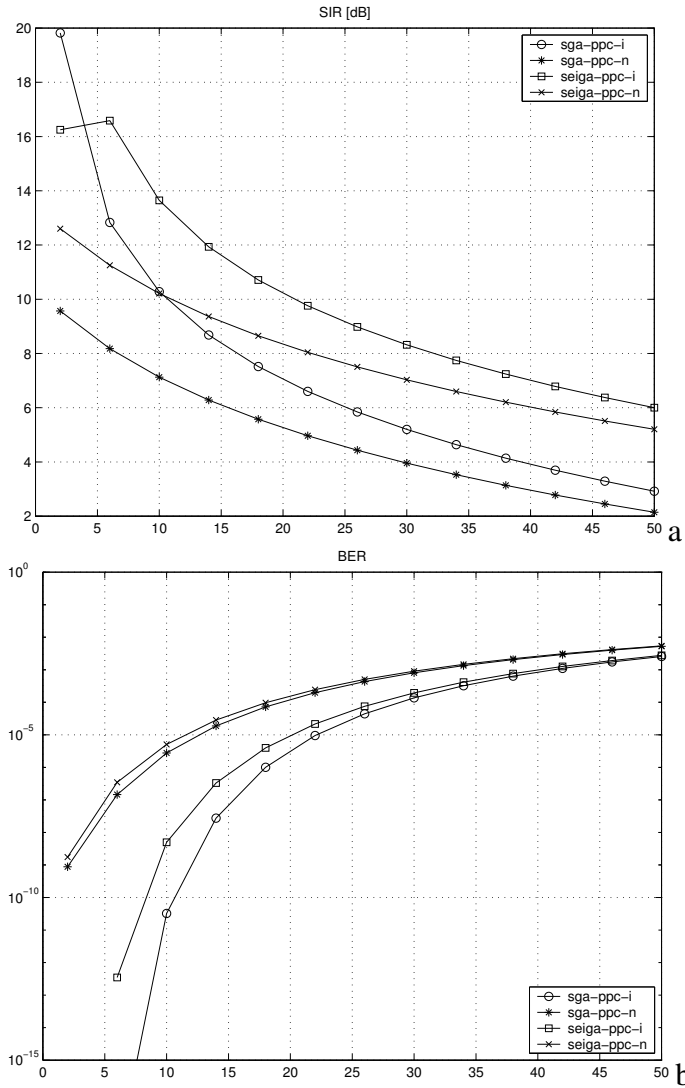 SIR [dB]
20
18
16
14
12
10
8
6
4
2
0 5 10 15 20 25 30 35 40 45 50
sga-ppc-i
sga-ppc-n
seiga-ppc-i
seiga-ppc-n
a
BER
10^0
10^-5
10^-10
10^-15
0 5 10 15 20 25 30 35 40 45 50
sga-ppc-i
sga-ppc-n
seiga-ppc-i
seiga-ppc-n
b